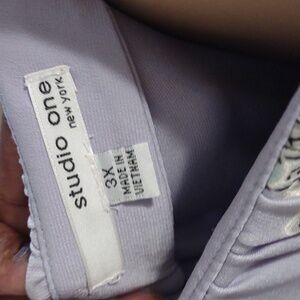 studio one
new york
3X
MADE IN
VIETNAM